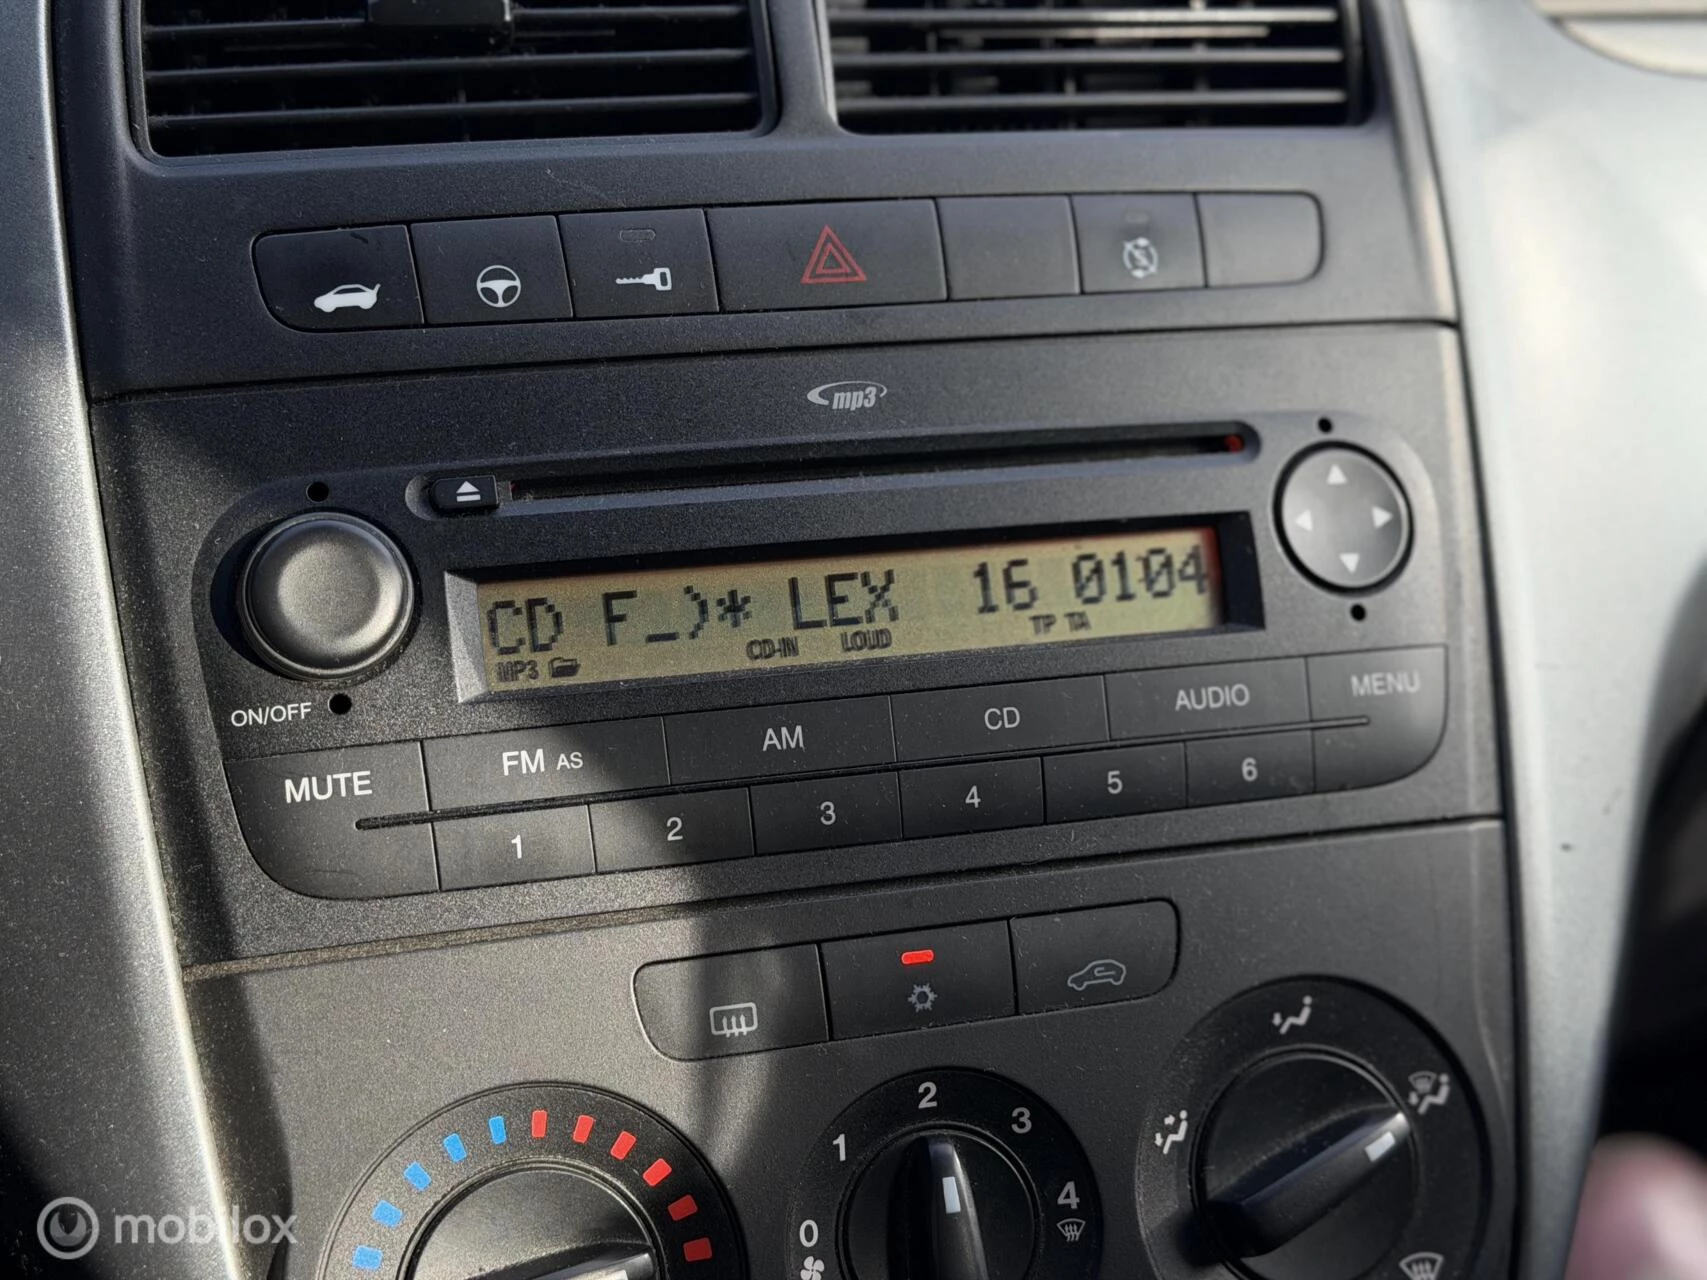 mp3
CD F_)* LEX 16 0104
MP3 CD-IN LOUD TP TA
ON/OFF
MUTE FM AS AM CD AUDIO MENU
1 2 3 4 5 6
0 1 2 3 4
mobilox